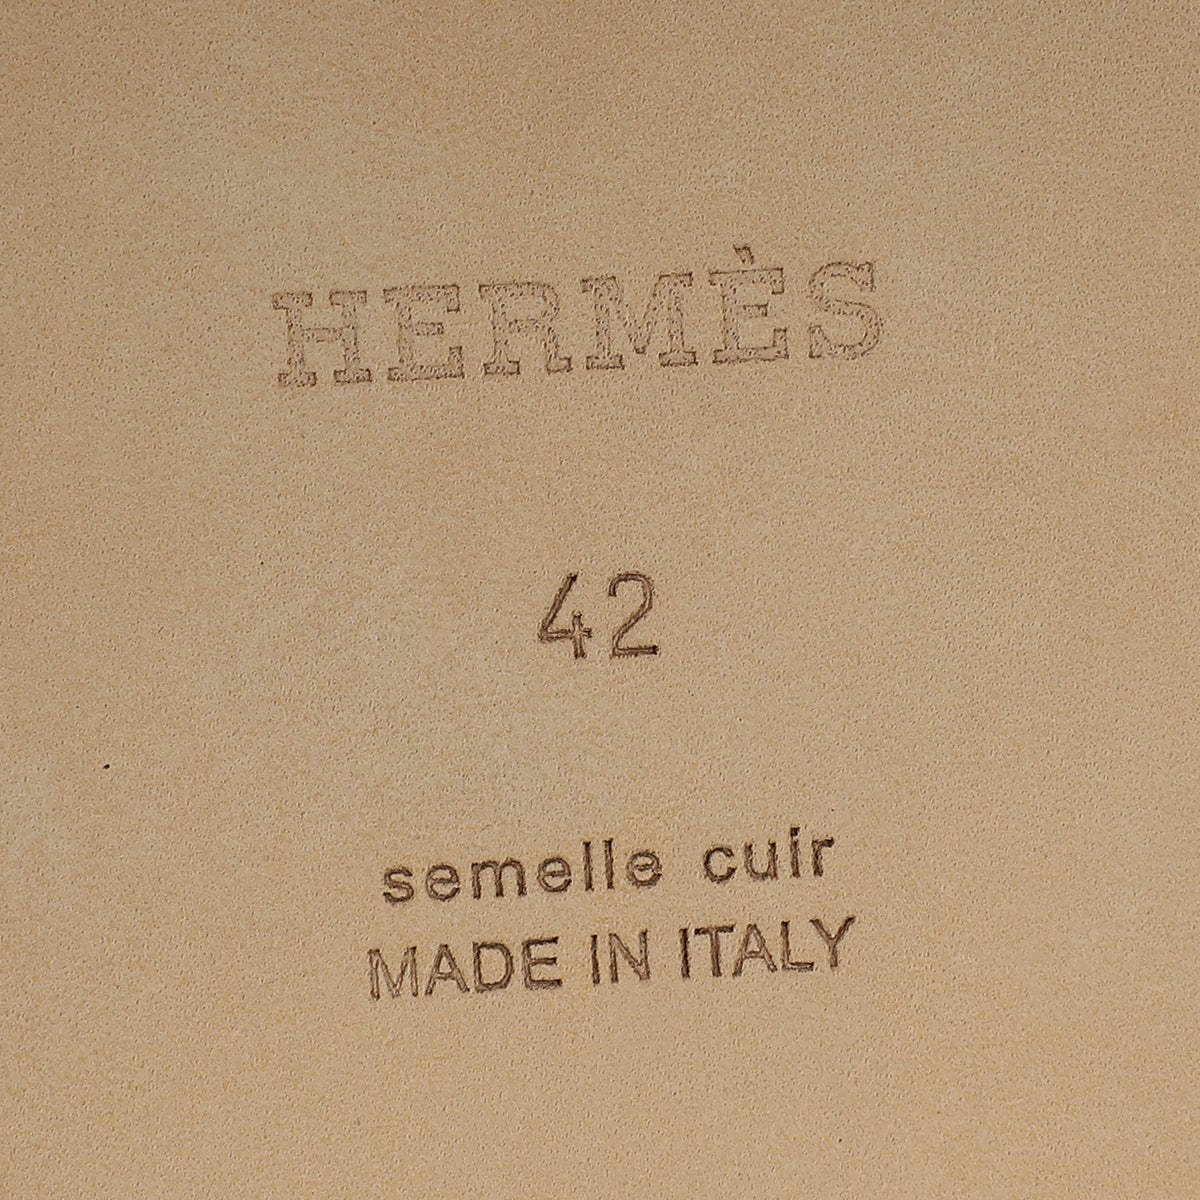 HERMÈS
42
semelle cuir
MADE IN ITALY